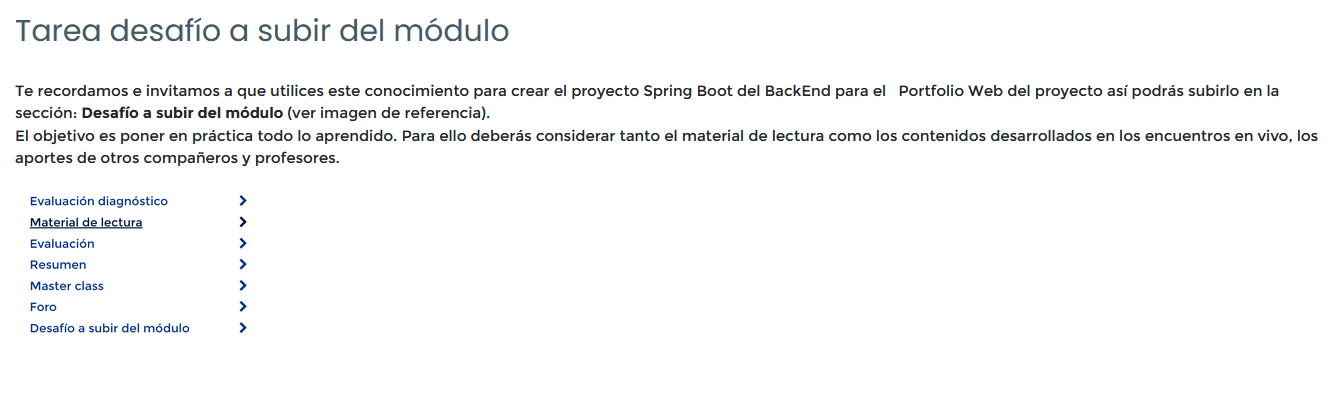 Tarea desafío a subir del módulo
Te recordamos e invitamos a que utilices este conocimiento para crear el proyecto Spring Boot del BackEnd para el Portfolio Web del proyecto así podrás subirlo en la
sección: Desafío a subir del módulo (ver imagen de referencia).
El objetivo es poner en práctica todo lo aprendido. Para ello deberás considerar tanto el material de lectura como los contenidos desarrollados en los encuentros en vivo, los
aportes de otros compañeros y profesores.
Evaluación diagnóstico
Material de lectura
Evaluación
Resumen
Master class
Foro
Desafío a subir del módulo